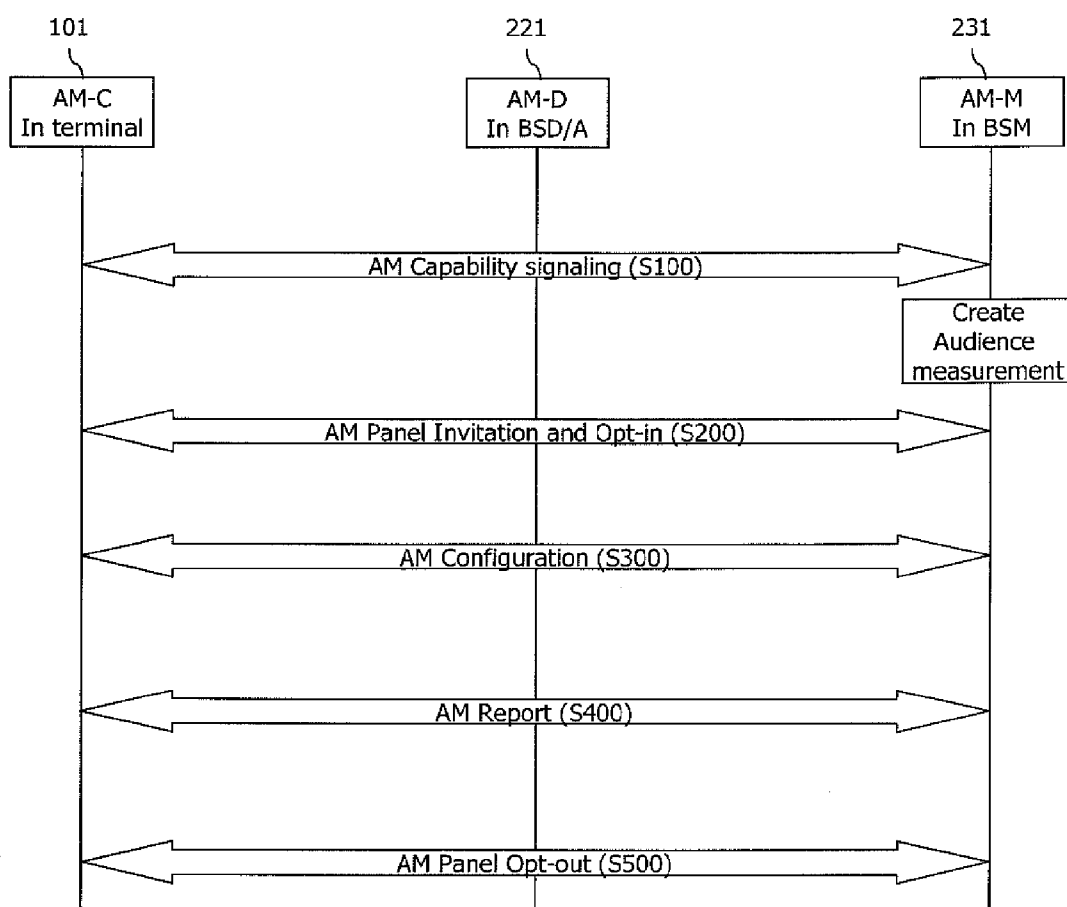 101
221
231
AM-C
In terminal
AM-D
In BSD/A
AM-M
In BSM
AM Capability signaling (S100)
Create
Audience
measurement
AM Panel Invitation and Opt-in (S200)
AM Configuration (S300)
AM Report (S400)
AM Panel Opt-out (S500)